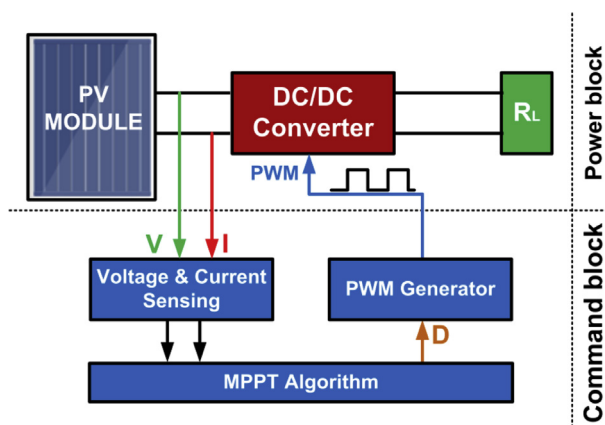 PV
MODULE
DC/DC
Converter
RL
PWM
Power block
V
I
Voltage & Current
Sensing
PWM Generator
D
MPPT Algorithm
Command block